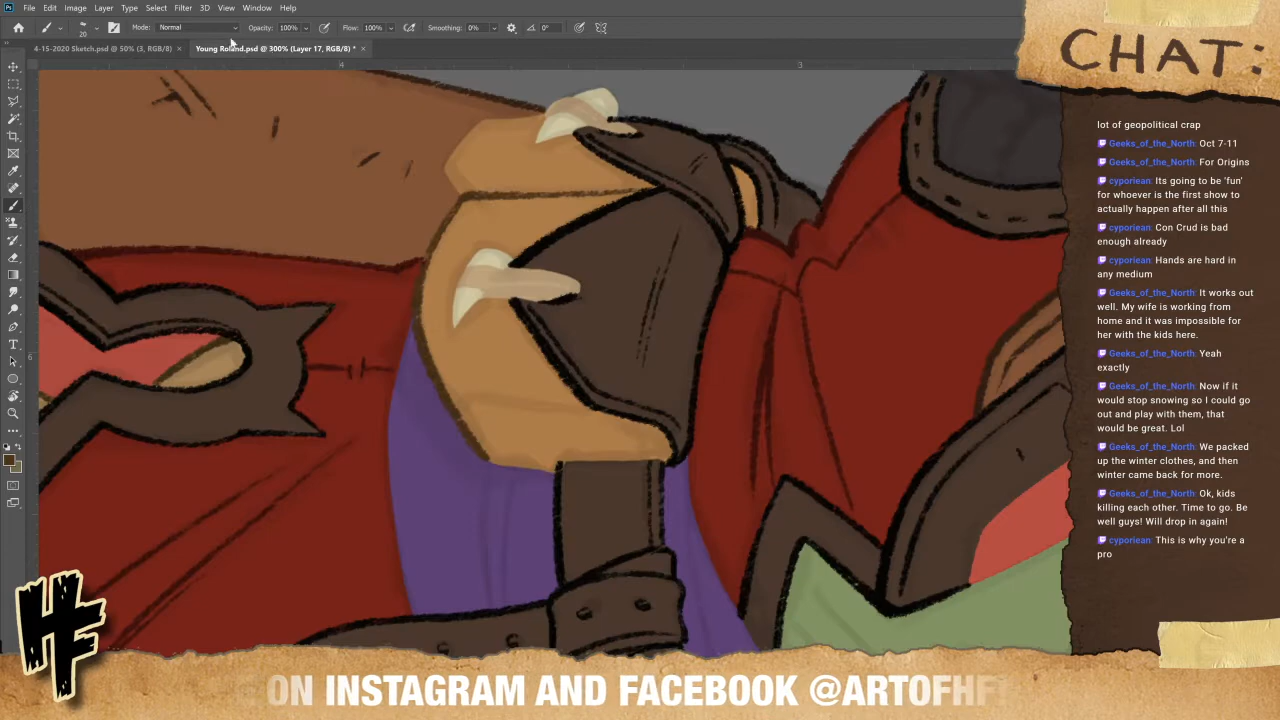 Ps File Edit Image Layer Type Select Filter 3D View Window Help
20 Mode: Normal Opacity: 100% Flow: 100% Smoothing: 0% 0°
4-15-2020 Sketch.psd @ 50% (3, RGB/8) × Young Roland.psd @ 300% (Layer 17, RGB/8) * ×
4 3
6
CHAT:
lot of geopolitical crap
Geeks_of_the_North: Oct 7-11
Geeks_of_the_North: For Origins
cyporiean: Its going to be 'fun'
for whoever is the first show to
actually happen after all this
cyporiean: Con Crud is bad
enough already
cyporiean: Hands are hard in
any medium
Geeks_of_the_North: It works out
well. My wife is working from
home and it was impossible for
her with the kids here.
Geeks_of_the_North: Yeah
exactly
Geeks_of_the_North: Now if it
would stop snowing so I could go
out and play with them, that
would be great. Lol
Geeks_of_the_North: We packed
up the winter clothes, and then
winter came back for more.
Geeks_of_the_North: Ok, kids
killing each other. Time to go. Be
well guys! Will drop in again!
cyporiean: This is why you're a
pro
HF
ON INSTAGRAM AND FACEBOOK @ARTOFHF